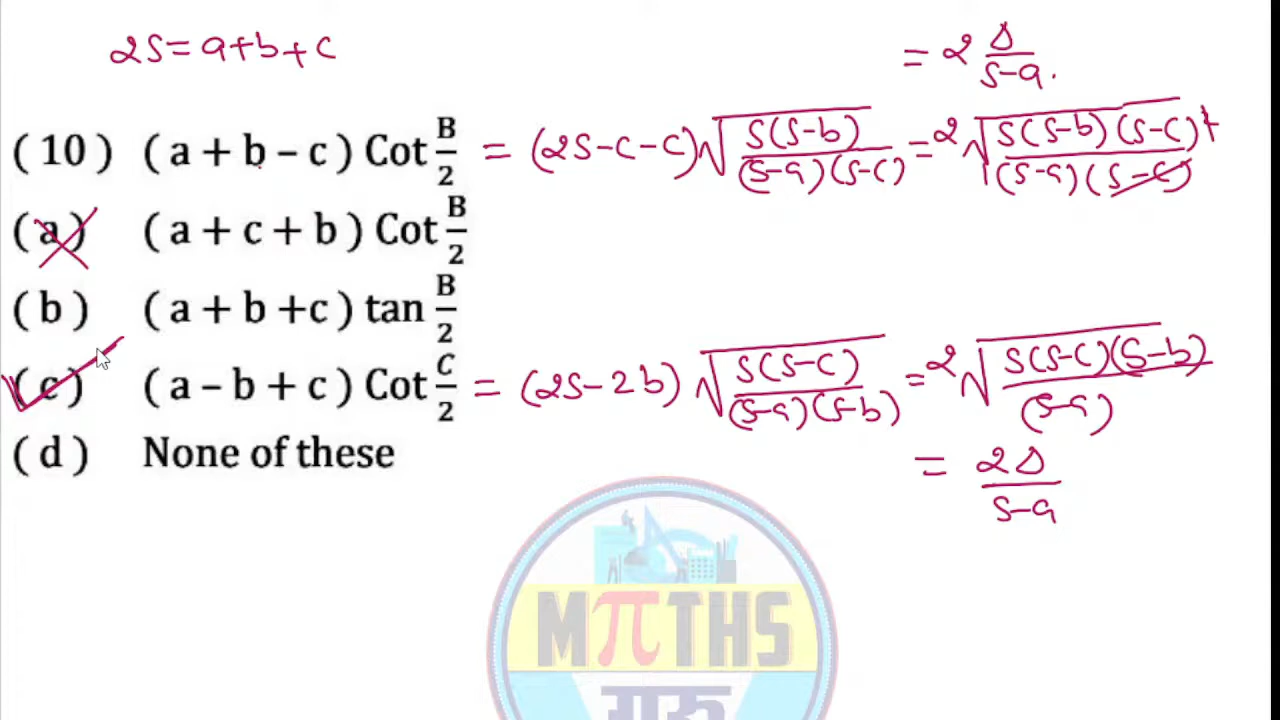 2S = a+b+c
= 2 Δ/(S-a).
(10) (a + b – c) Cot B/2 = (2S-c-c) √(S(S-b)/(S-a)(S-c)) = 2 √(S(S-b)(S-c)/(S-a)(S-c))
(a) (a + c + b) Cot B/2
(b) (a + b +c) tan B/2
(c) (a – b + c) Cot C/2 = (2S-2b) √(S(S-c)/(S-a)(S-b)) = 2 √(S(S-c)(S-b)/(S-a))
= 2Δ/(S-a)
(d) None of these
MπTHS
गुरू